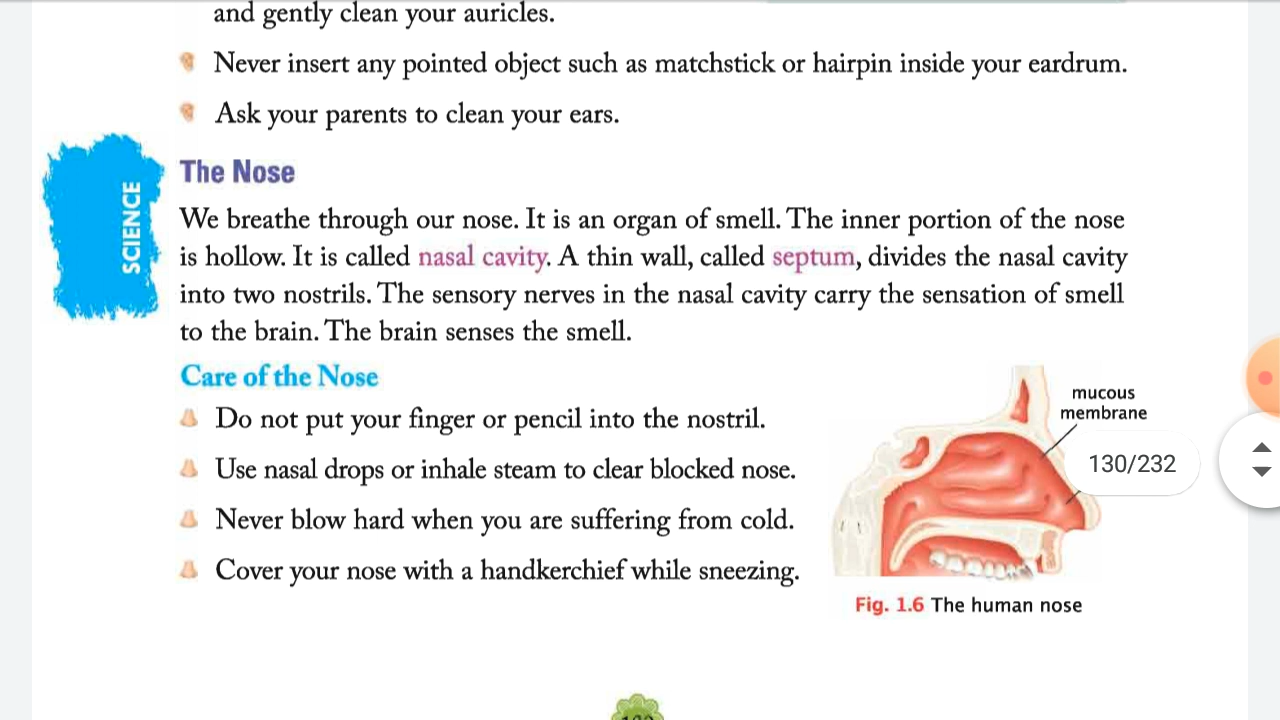 and gently clean your auricles.
Never insert any pointed object such as matchstick or hairpin inside your eardrum.
Ask your parents to clean your ears.
SCIENCE
The Nose
We breathe through our nose. It is an organ of smell. The inner portion of the nose
is hollow. It is called nasal cavity. A thin wall, called septum, divides the nasal cavity
into two nostrils. The sensory nerves in the nasal cavity carry the sensation of smell
to the brain. The brain senses the smell.
Care of the Nose
Do not put your finger or pencil into the nostril.
Use nasal drops or inhale steam to clear blocked nose.
Never blow hard when you are suffering from cold.
Cover your nose with a handkerchief while sneezing.
mucous
membrane
130/232
Fig. 1.6 The human nose